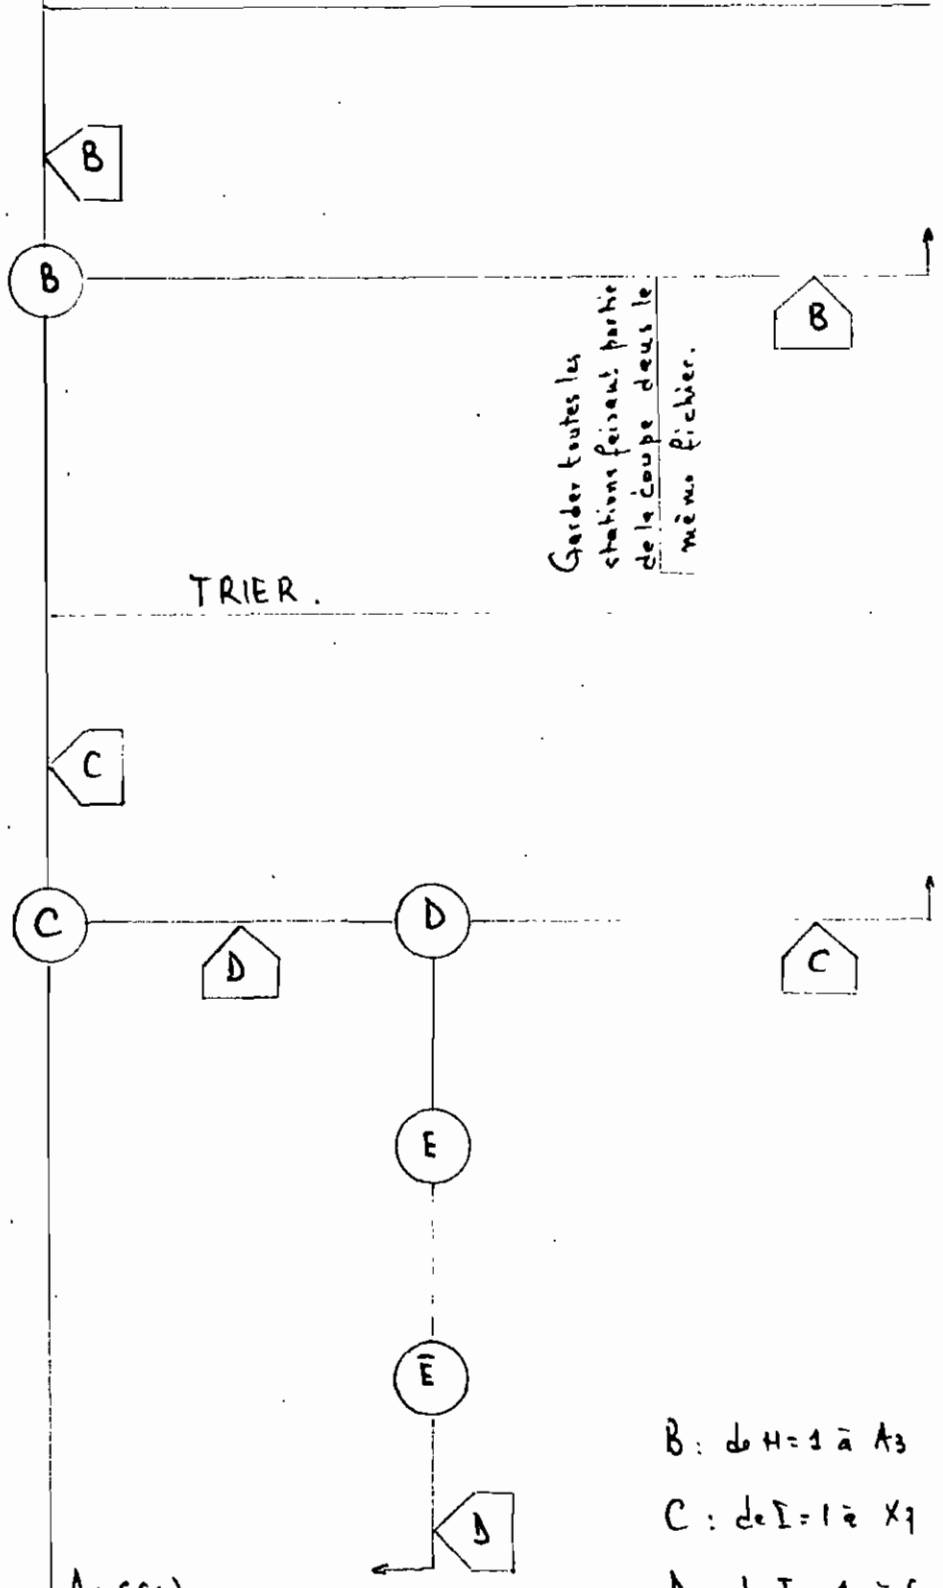 B
B
B
Garder toutes les
stations faisant partie
de la coupe dans le
même fichier.
TRIER.
C
C
D
D
C
E
Ē
B : de H = 1 à A3
C : de I = 1 à X1
D